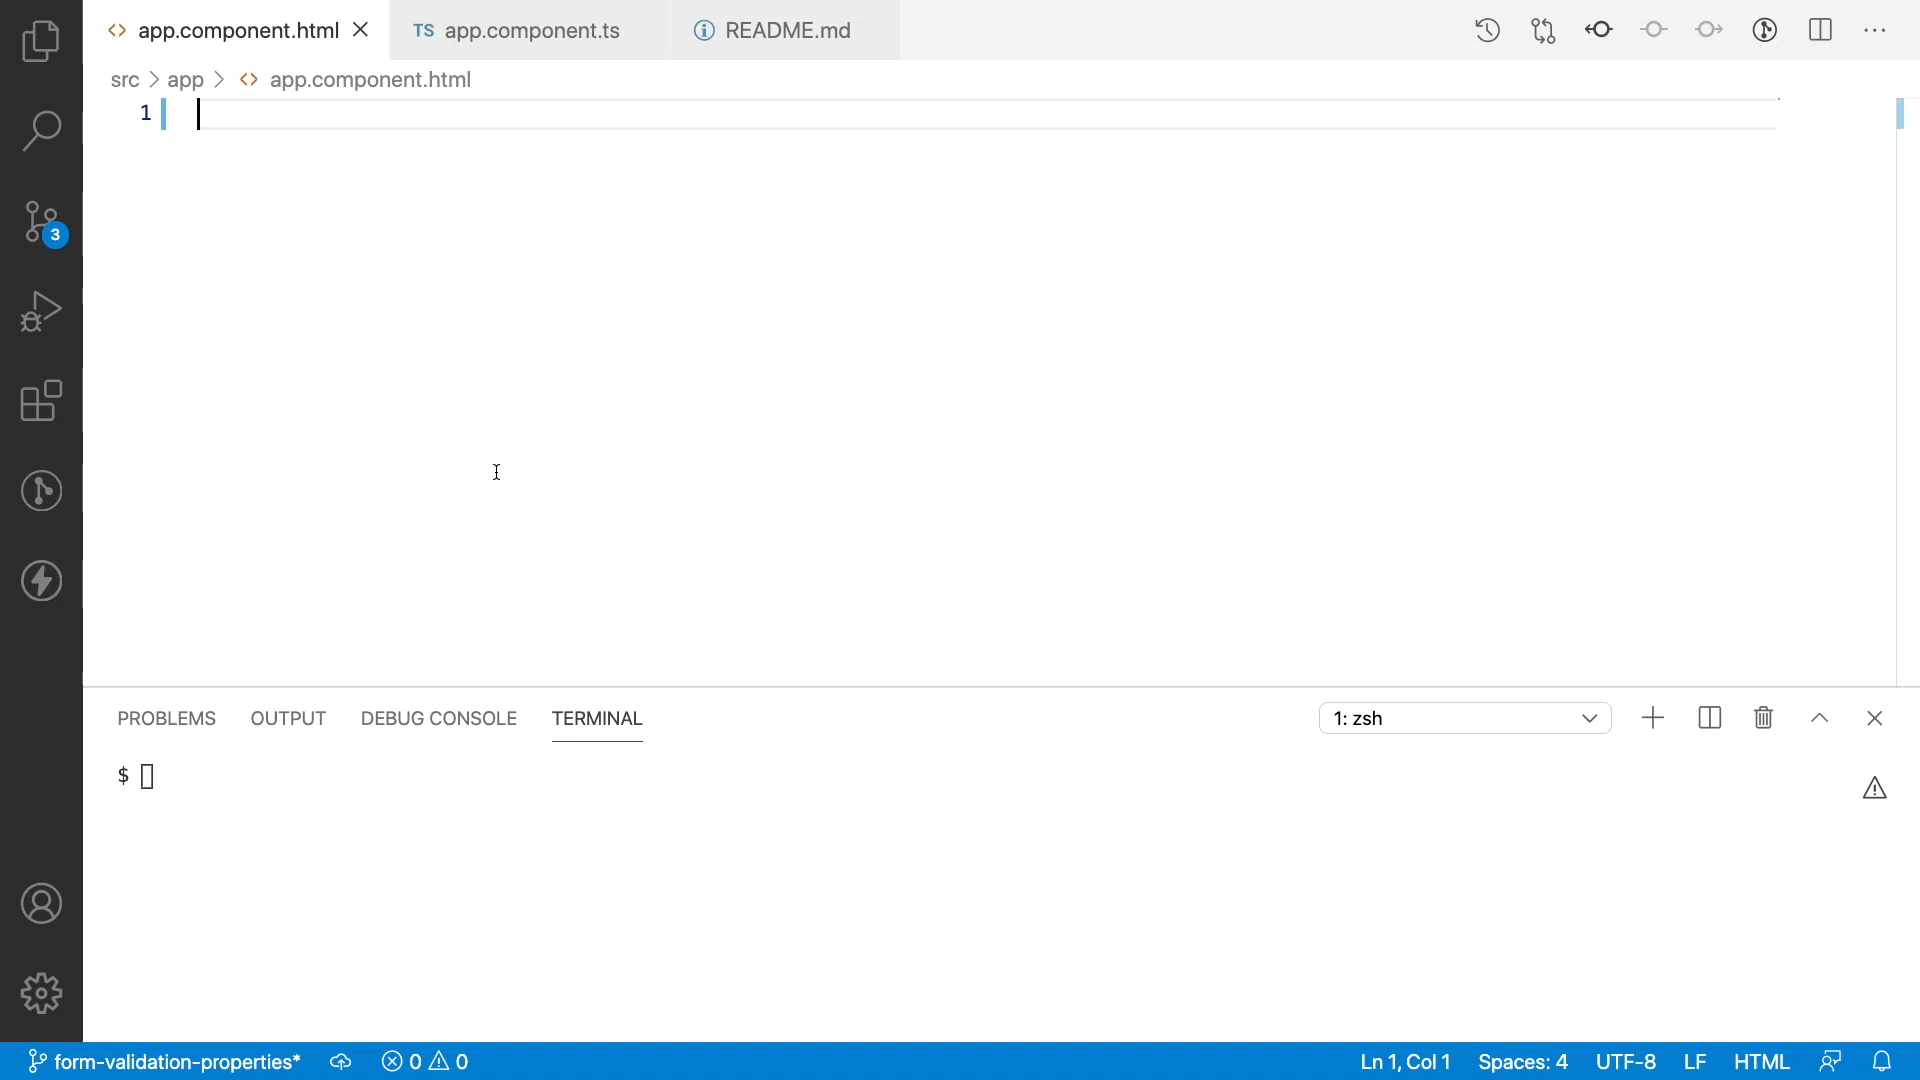 app.component.html
TS app.component.ts
README.md
src > app > <> app.component.html
1
3
PROBLEMS OUTPUT DEBUG CONSOLE TERMINAL
1: zsh
$
form-validation-properties*
0 0
Ln 1, Col 1
Spaces: 4
UTF-8
LF
HTML